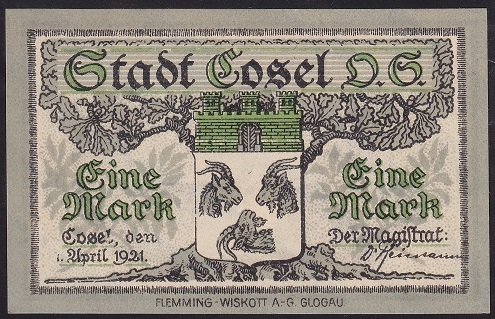 Stadt Cosel O.S.
Eine
Mark
Eine
Mark
Cosel, den
1. April 1921.
Der Magistrat:
FLEMMING-WISKOTT A.-G. GLOGAU.